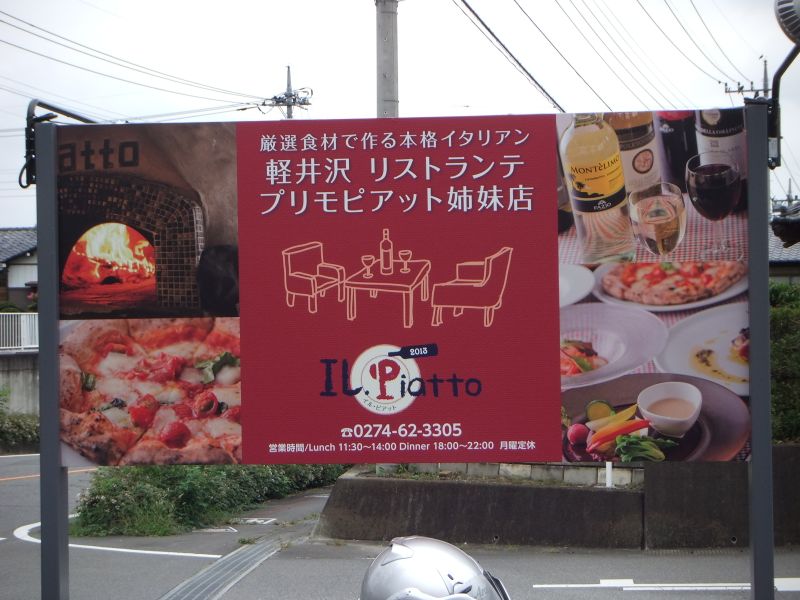 厳選食材で作る本格イタリアン
軽井沢 リストランテ
プリモピアット姉妹店
2013
IL.Piatto
イル・ピアット
☎0274-62-3305
営業時間/Lunch 11:30～14:00 Dinner 18:00～22:00 月曜定休
iatto
MONTÈLIMO